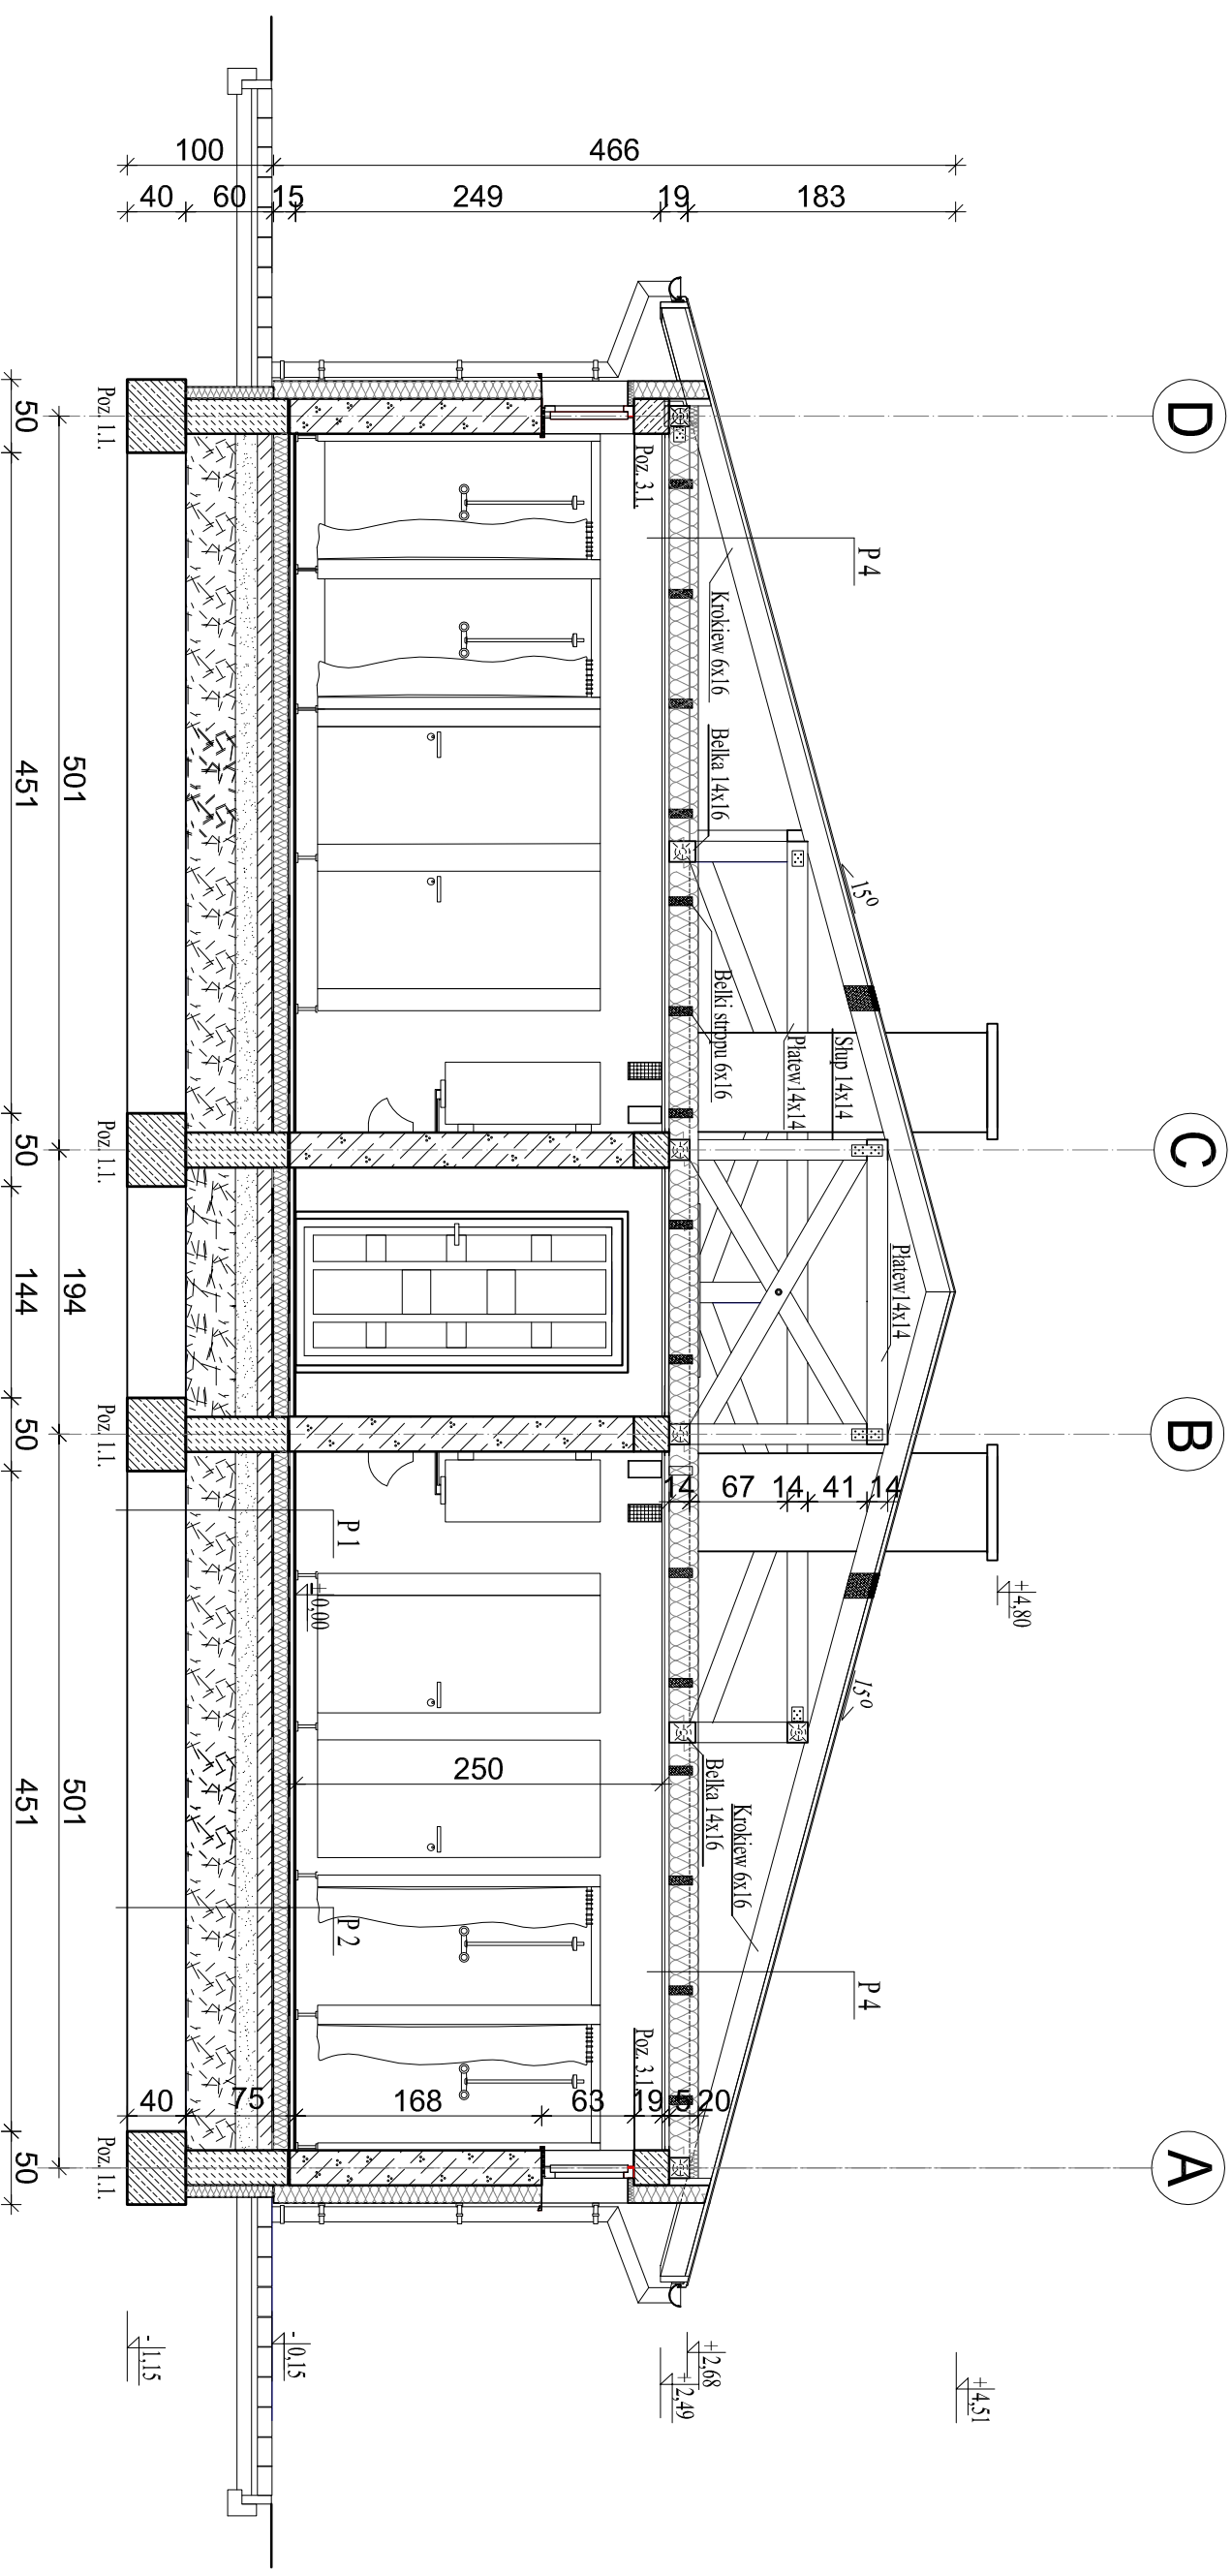 D
C
B
A
466
100
183
19
249
15
60
40
P 4
P 4
Krokiew 6x16
Krokiew 6x16
Belka 14x16
Belka 14x16
Belki stropu 6x16
Płatew 14x14
Słup 14x14
Płatew 14x14
15⁰
15⁰
Poz. 3.1.
Poz. 3.1.
14
41
14
67
14
+4,80
+4,51
+2,68
+2,49
+0,00
-0,15
-1,15
P 1
P 2
250
20
5
19
63
168
75
40
Poz. 1.1.
Poz. 1.1.
Poz. 1.1.
Poz. 1.1.
501
194
501
50
451
50
144
50
451
50